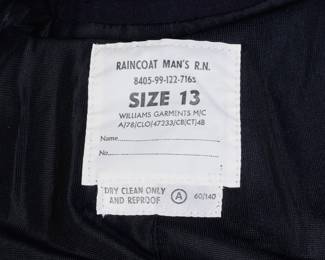 RAINCOAT MAN'S R.N.
8405-99-122-7165
SIZE 13
WILLIAMS GARMENTS M/C
A/78/CLO/47233/CB(CT)4B
Name
No.
DRY CLEAN ONLY
AND REPROOF
A
60/140